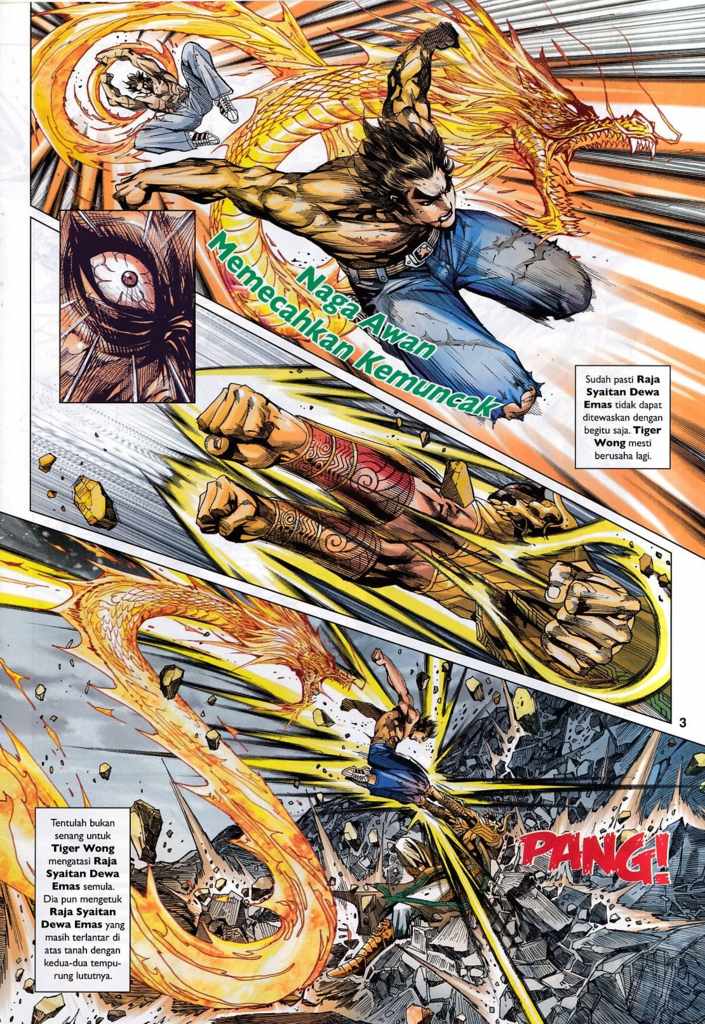 Naga Awan
Memecahkan Kemuncak
Sudah pasti Raja
Syaitan Dewa
Emas tidak dapat
ditewaskan dengan
begitu saja. Tiger
Wong mesti
berusaha lagi.
3
Tentulah bukan
senang untuk
Tiger Wong
mengatasi Raja
Syaitan Dewa
Emas semula.
Dia pun mengetuk
Raja Syaitan
Dewa Emas yang
masih terlantar di
atas tanah dengan
kedua-dua tempu-
rung lututnya.
PANG!